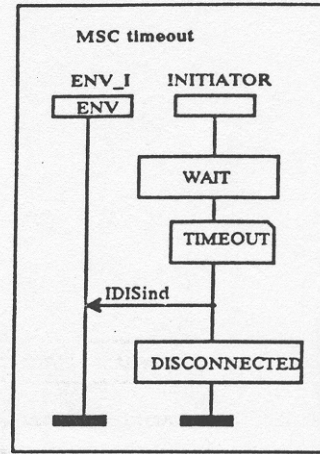 MSC timeout
ENV_I INITIATOR
ENV
WAIT
TIMEOUT
IDISind
DISCONNECTED